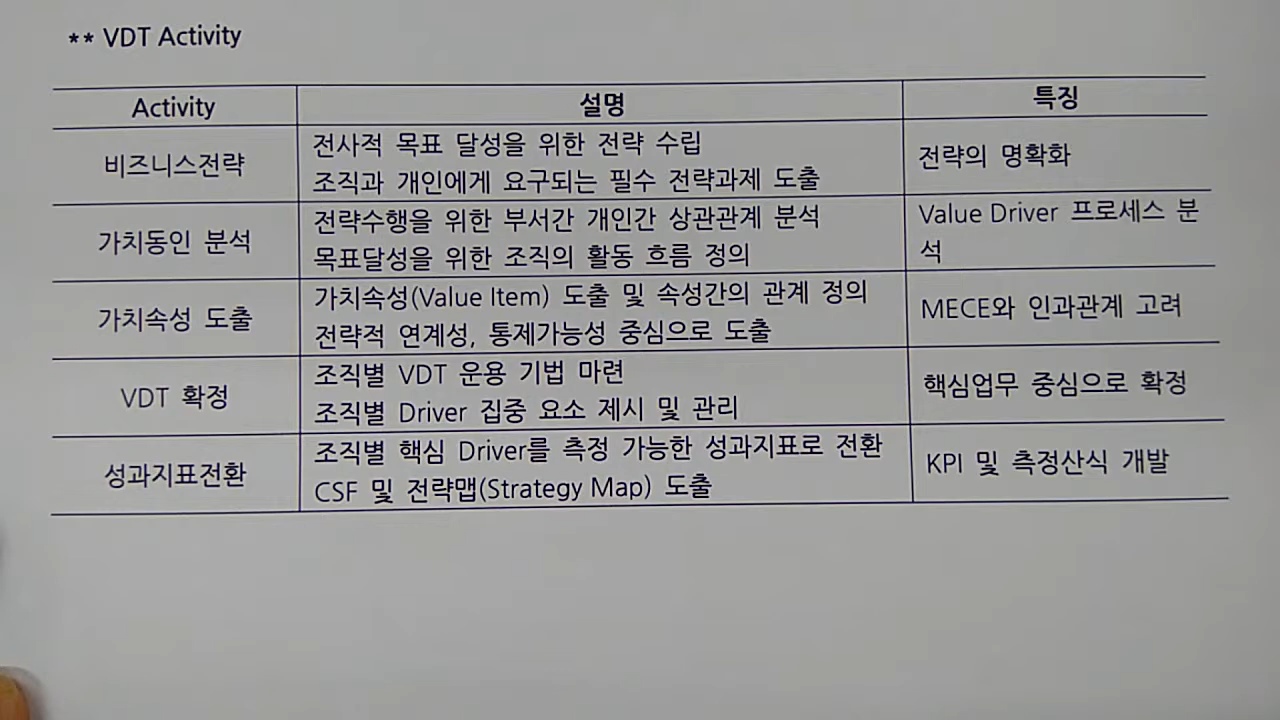 ** VDT Activity
Activity 설명 특징
비즈니스전략 전사적 목표 달성을 위한 전략 수립
조직과 개인에게 요구되는 필수 전략과제 도출 전략의 명확화
가치동인 분석 전략수행을 위한 부서간 개인간 상관관계 분석
목표달성을 위한 조직의 활동 흐름 정의 Value Driver 프로세스 분
석
가치속성 도출 가치속성(Value Item) 도출 및 속성간의 관계 정의
전략적 연계성, 통제가능성 중심으로 도출 MECE와 인과관계 고려
VDT 확정 조직별 VDT 운용 기법 마련
조직별 Driver 집중 요소 제시 및 관리 핵심업무 중심으로 확정
성과지표전환 조직별 핵심 Driver를 측정 가능한 성과지표로 전환
CSF 및 전략맵(Strategy Map) 도출 KPI 및 측정산식 개발